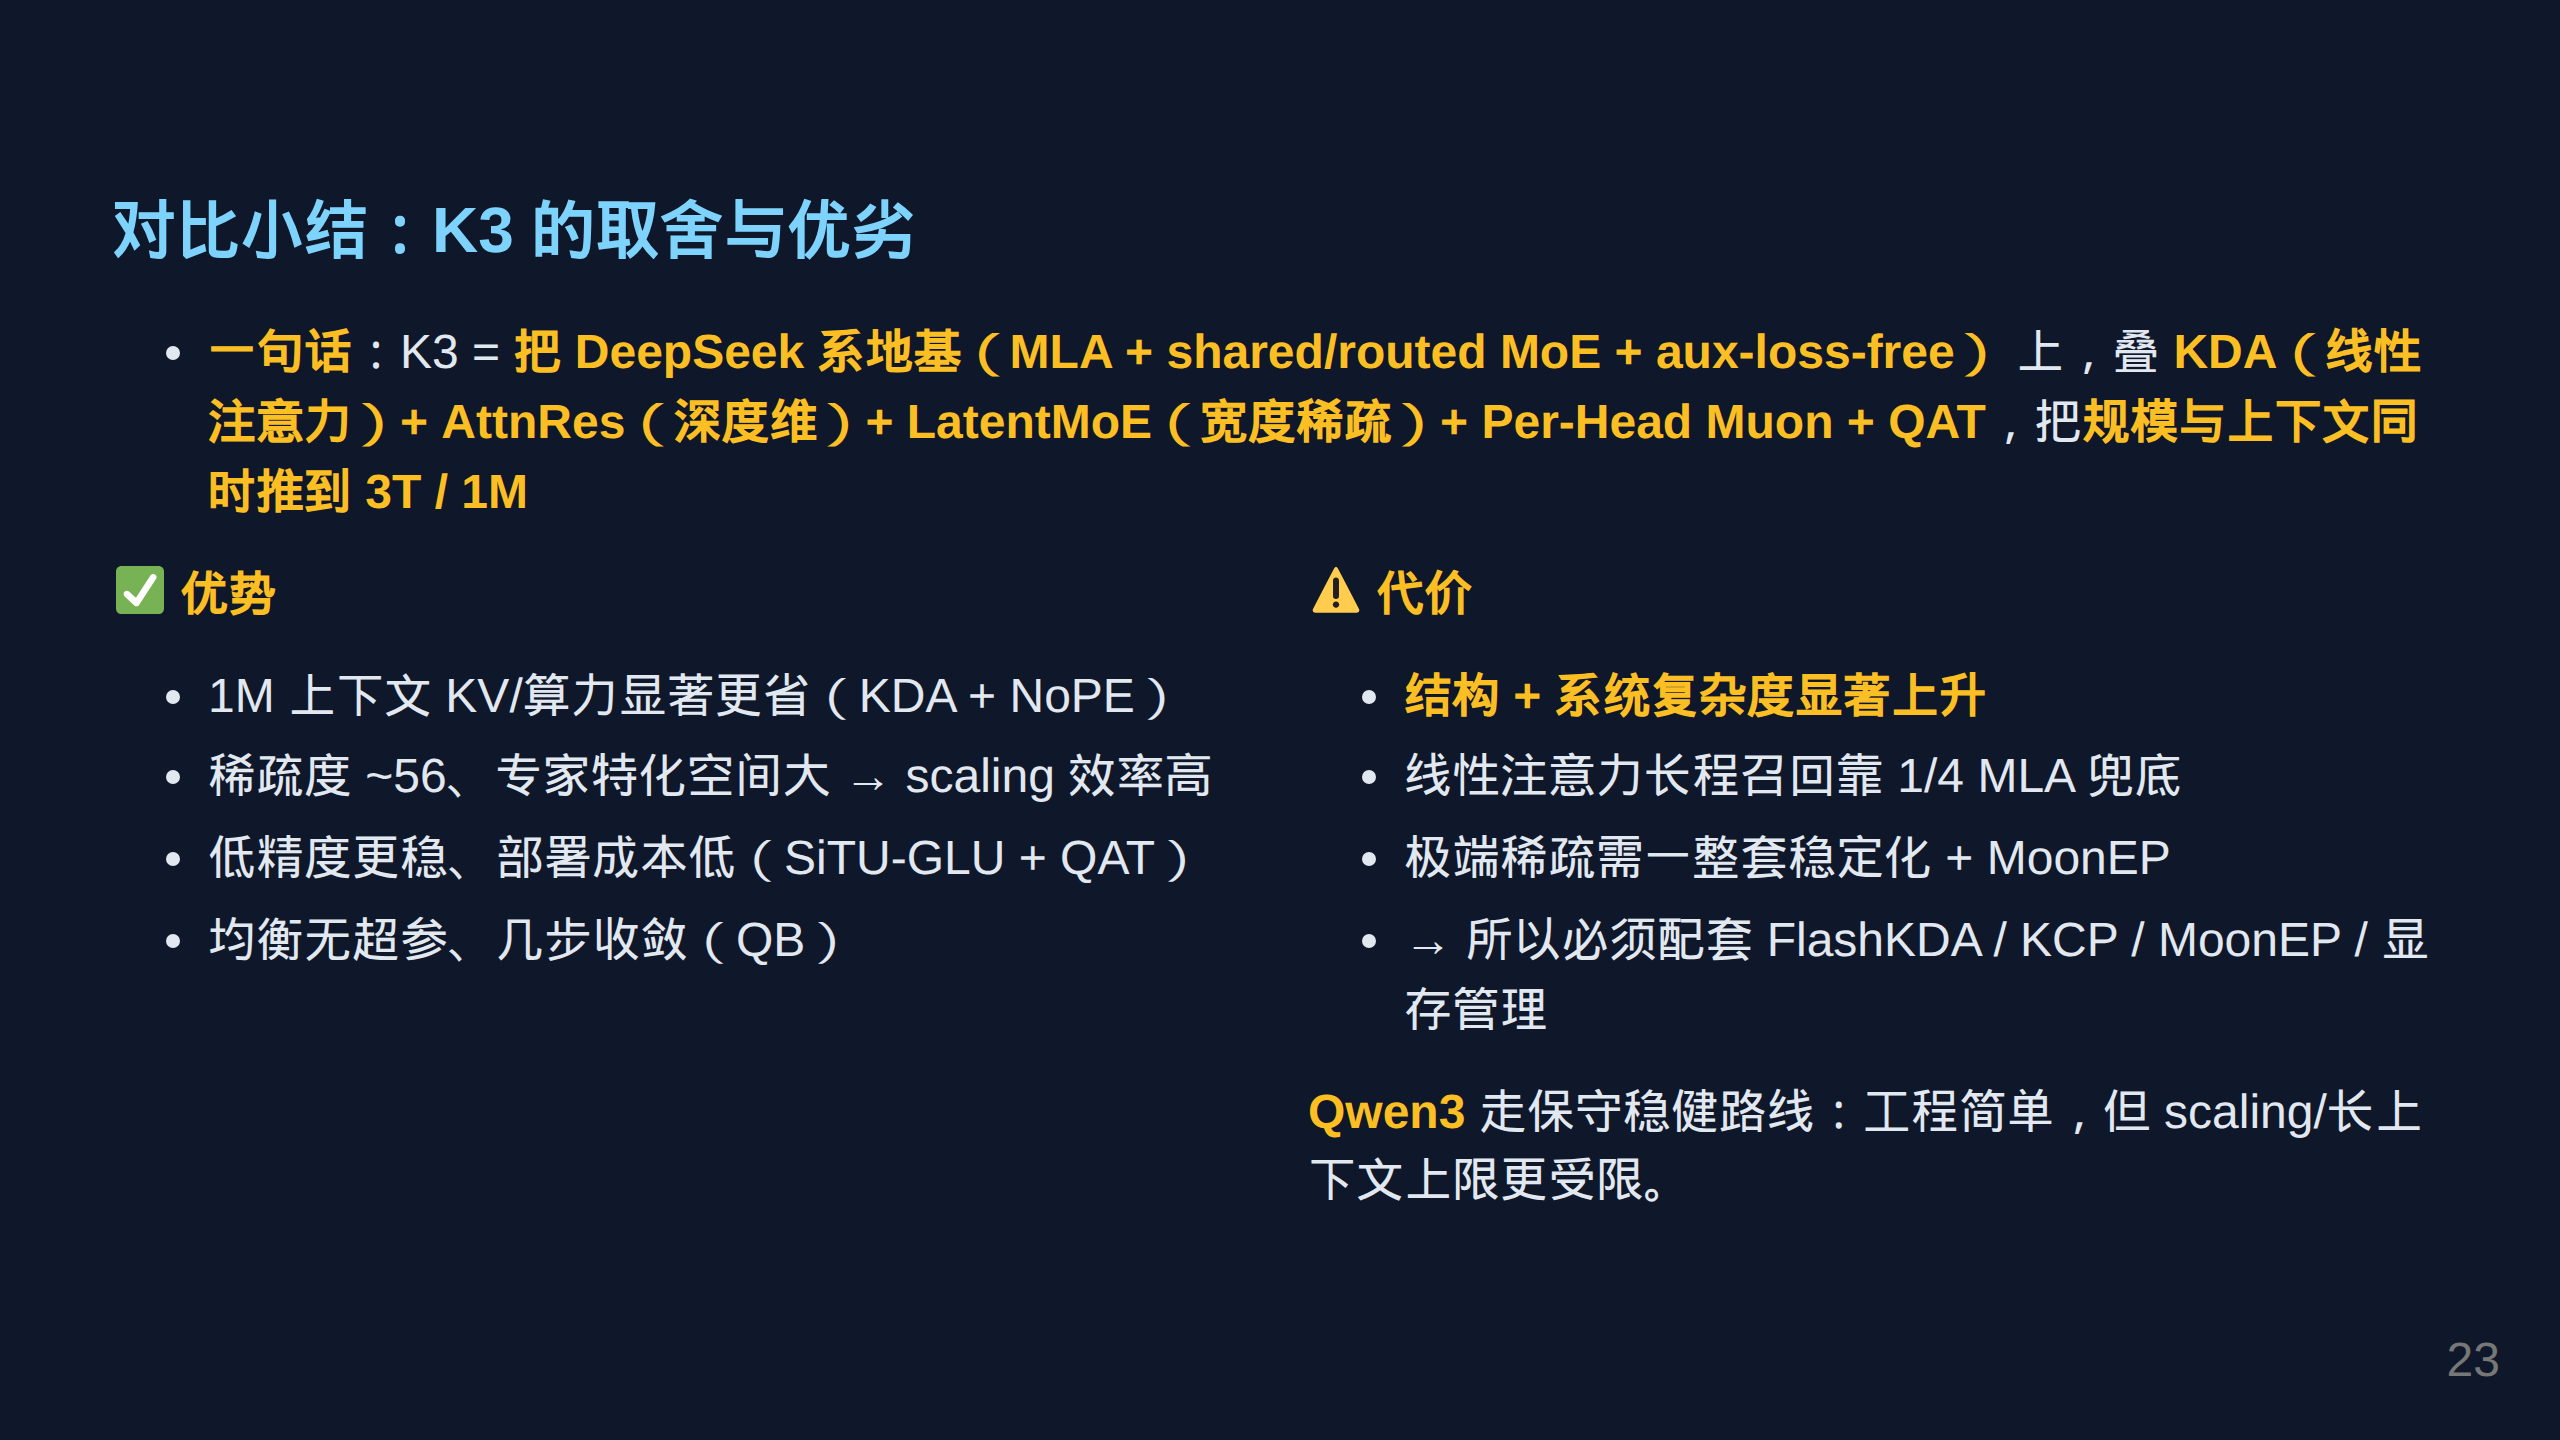 对比小结：K3 的取舍与优劣
• 一句话：K3 = 把 DeepSeek 系地基（MLA + shared/routed MoE + aux-loss-free）上，叠 KDA（线性
注意力）+ AttnRes（深度维）+ LatentMoE（宽度稀疏）+ Per-Head Muon + QAT，把规模与上下文同
时推到 3T / 1M
✅ 优势
• 1M 上下文 KV/算力显著更省（KDA + NoPE）
• 稀疏度 ~56、专家特化空间大 → scaling 效率高
• 低精度更稳、部署成本低（SiTU-GLU + QAT）
• 均衡无超参、几步收敛（QB）
⚠️ 代价
• 结构 + 系统复杂度显著上升
• 线性注意力长程召回靠 1/4 MLA 兜底
• 极端稀疏需一整套稳定化 + MoonEP
• → 所以必须配套 FlashKDA / KCP / MoonEP / 显
存管理
Qwen3 走保守稳健路线：工程简单，但 scaling/长上
下文上限更受限。
23